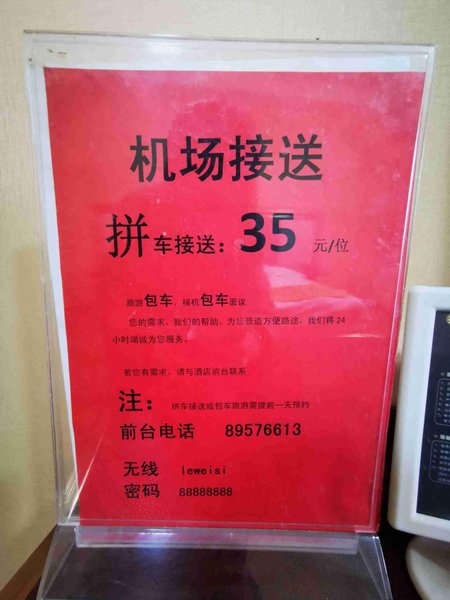 机场接送
拼车接送：35 元/位
旅游包车、接机包车面议
您的需求，我们的帮助，为您营造方便路途，我们将24
小时竭诚为您服务。
若您有需求，请与酒店前台联系
注： 拼车接送或包车旅游需提前一天预约
前台电话 89576613
无线 leweisi
密码 88888888